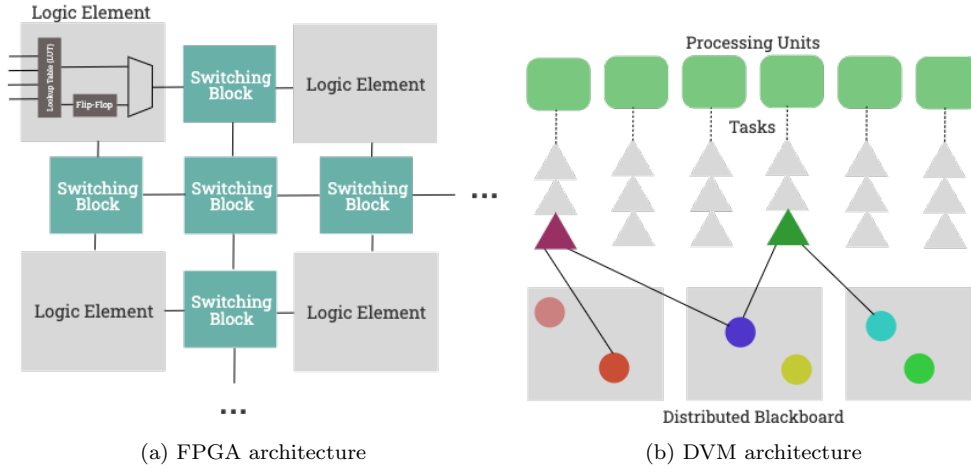 Logic Element
Lookup Table (LUT)
Flip-Flop
Switching
Block
Logic Element
Switching
Block
Switching
Block
Switching
Block
...
Logic Element
Switching
Block
Logic Element
...
(a) FPGA architecture
Processing Units
Tasks
Distributed Blackboard
(b) DVM architecture